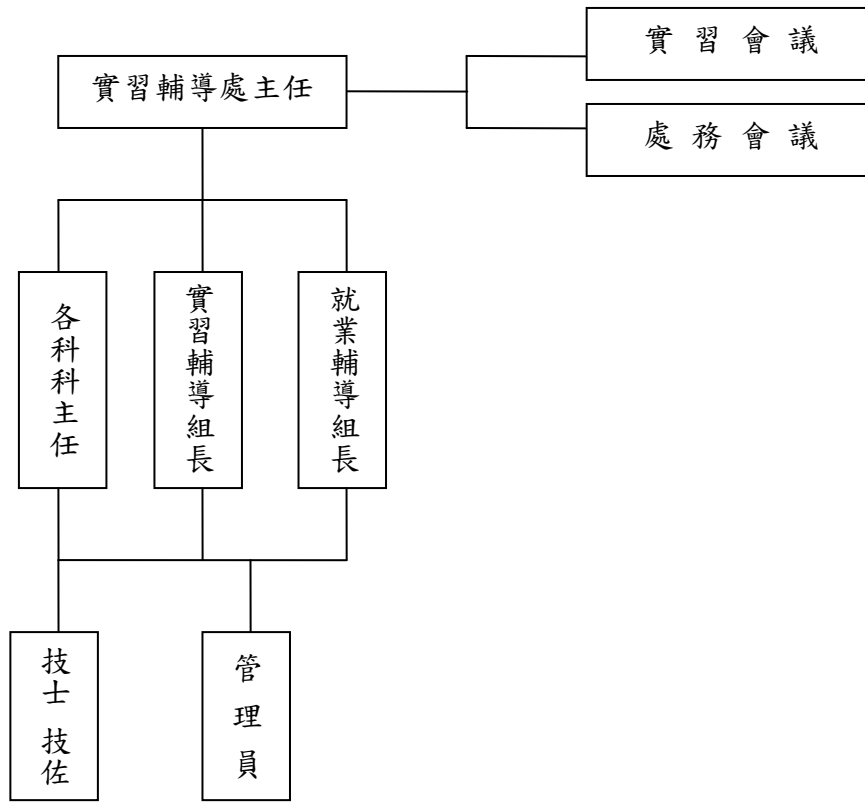 實習會議
實習輔導處主任
處務會議
各科科主任
實習輔導組長
就業輔導組長
技士 技佐
管理員